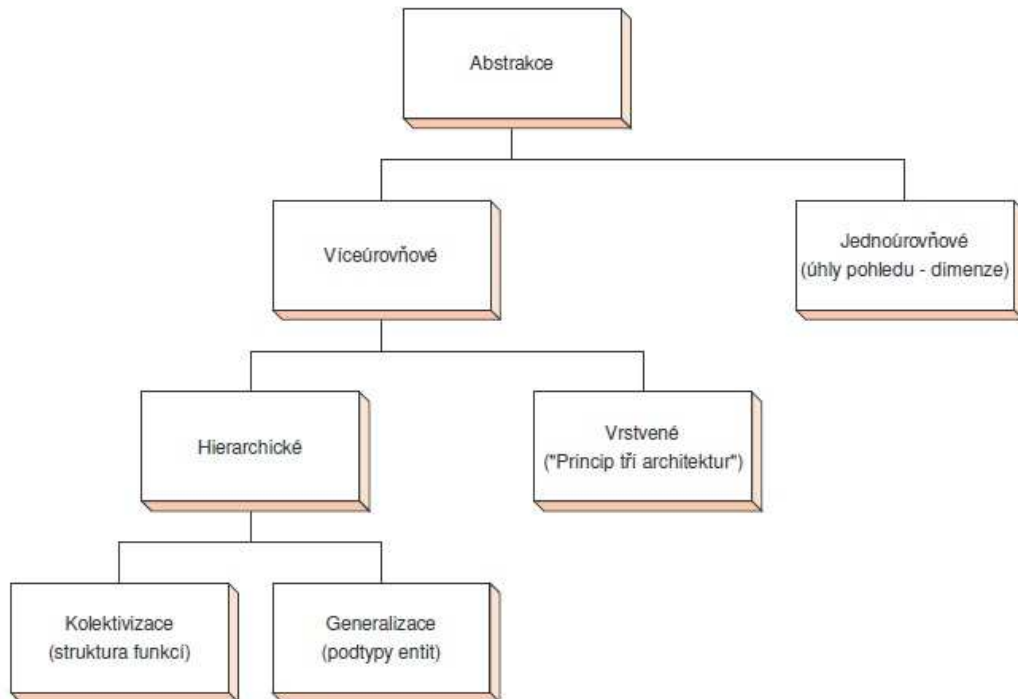 Abstrakce
Víceúrovňové
Jednoúrovňové
(úhly pohledu - dimenze)
Hierarchické
Vrstvené
("Princip tří architektur")
Kolektivizace
(struktura funkcí)
Generalizace
(podtypy entit)